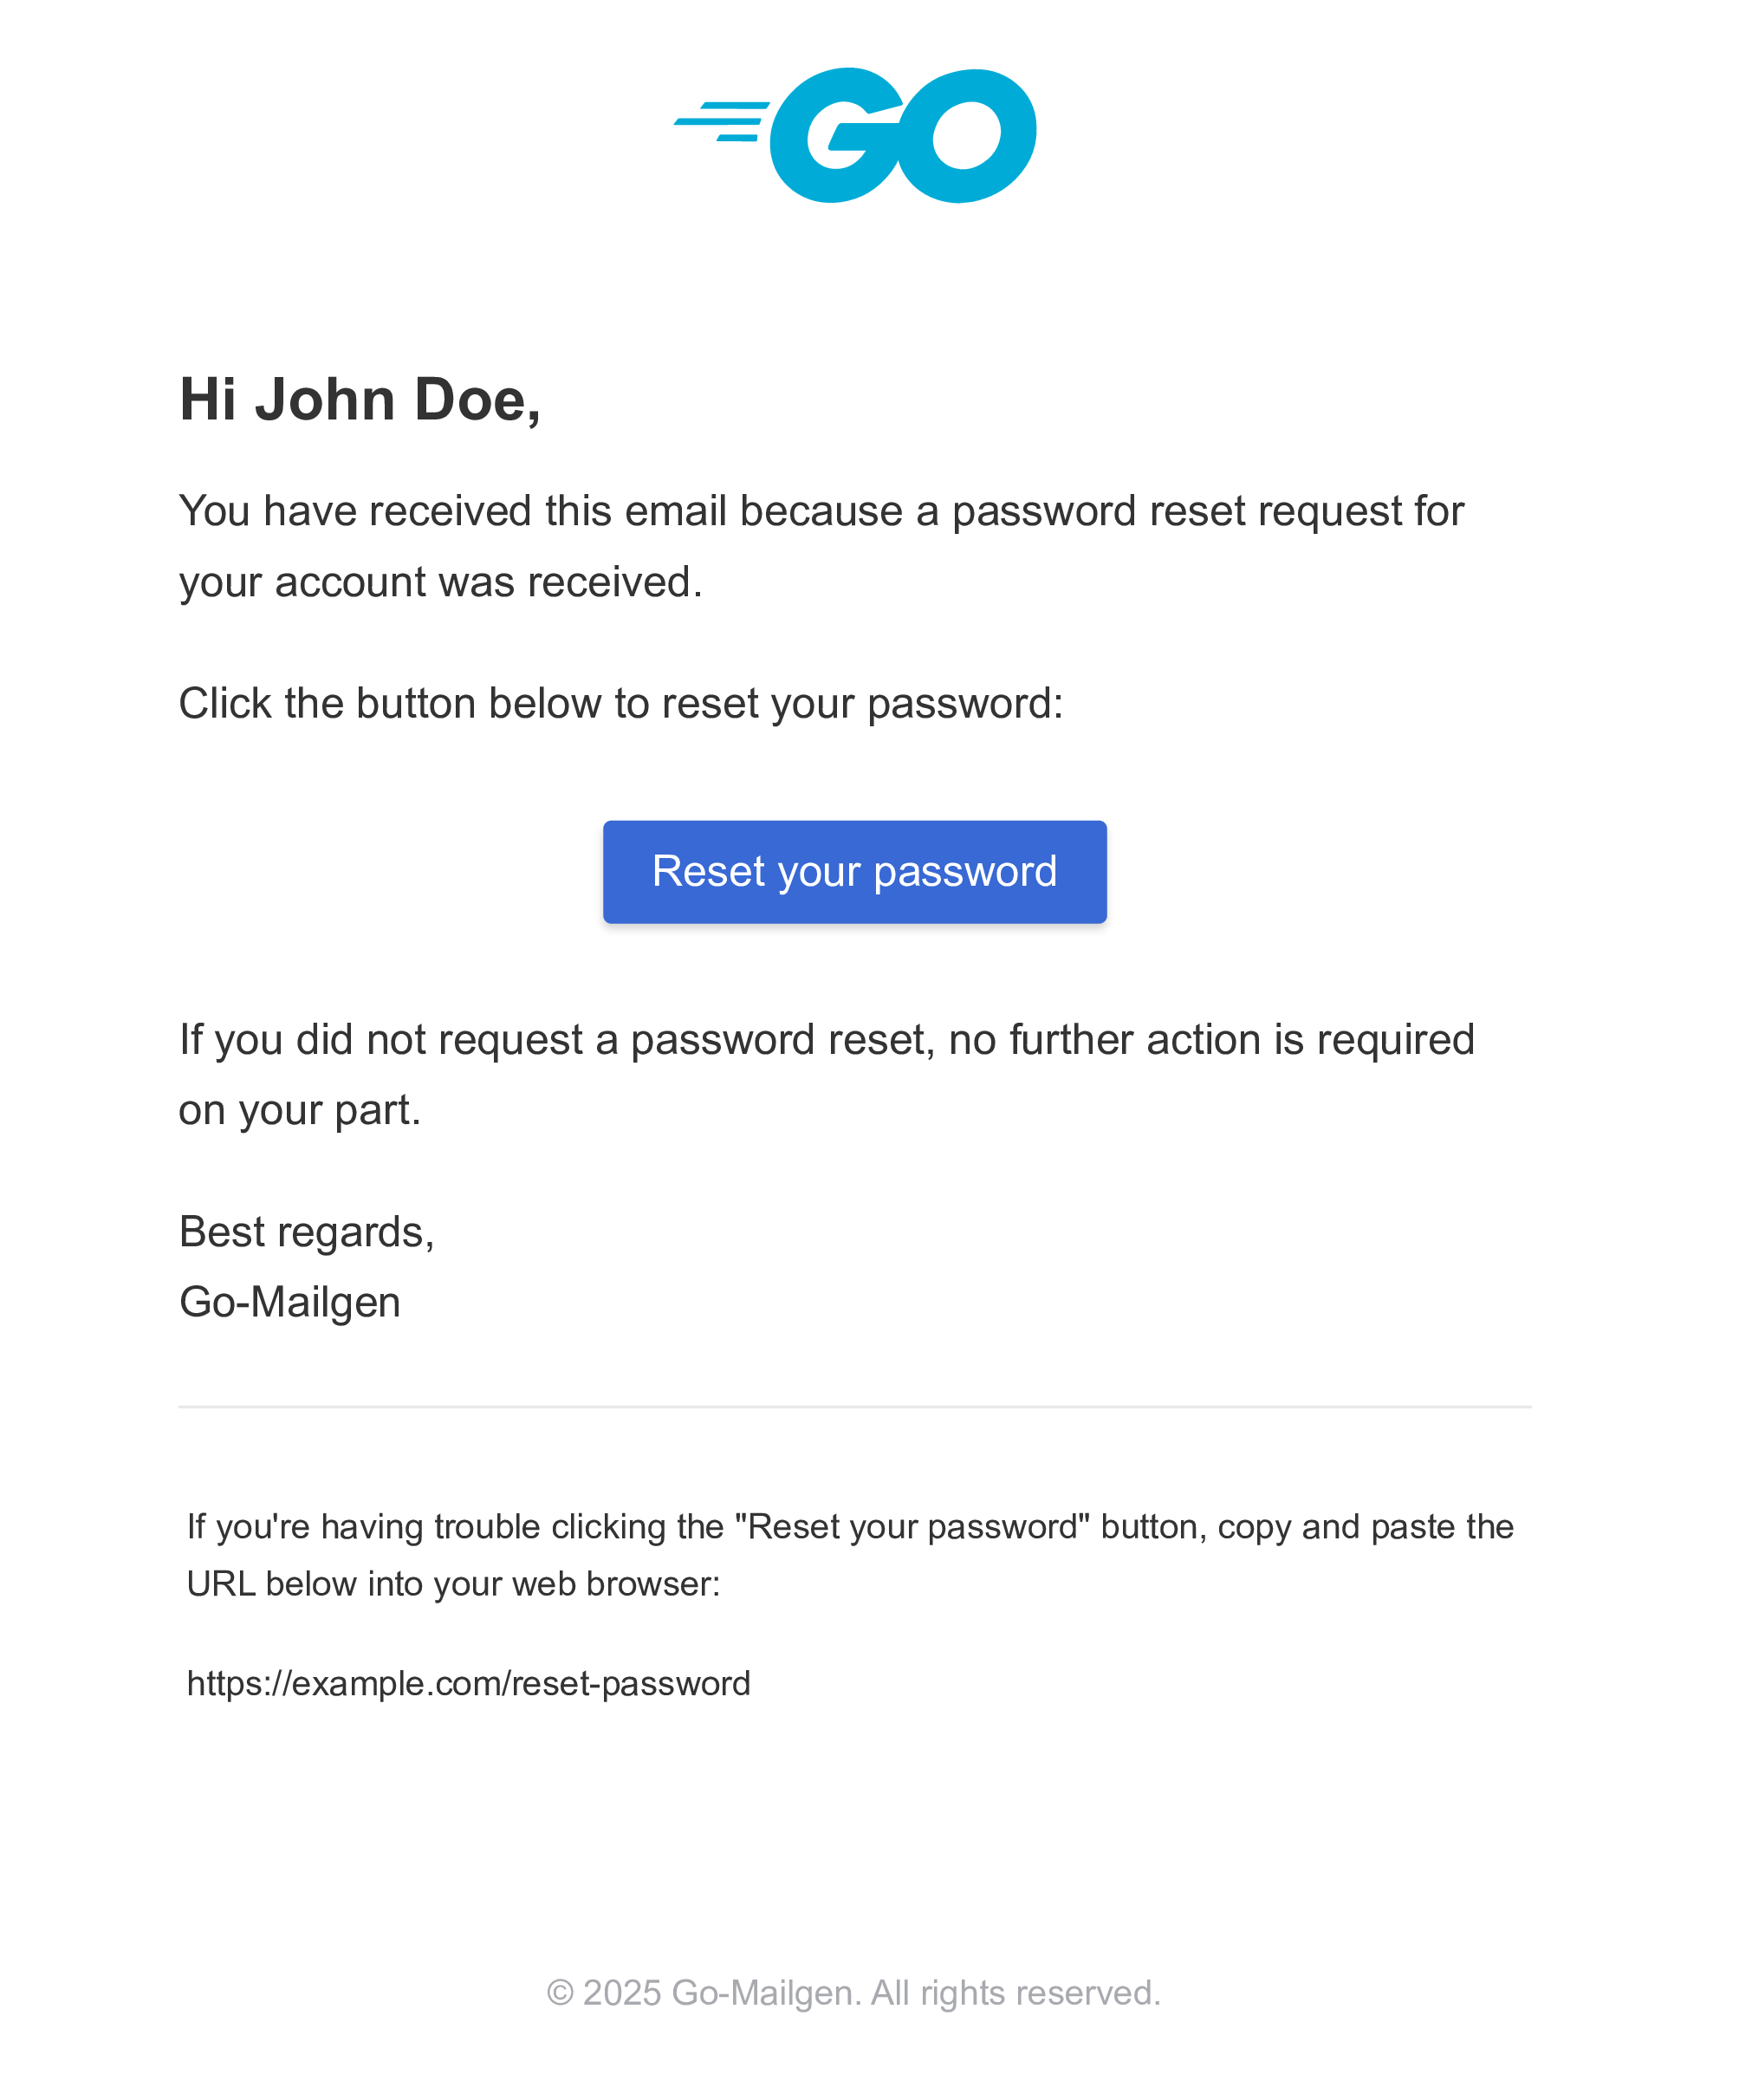 GO
Hi John Doe,
You have received this email because a password reset request for
your account was received.
Click the button below to reset your password:
Reset your password
If you did not request a password reset, no further action is required
on your part.
Best regards,
Go-Mailgen
If you're having trouble clicking the "Reset your password" button, copy and paste the
URL below into your web browser:
https://example.com/reset-password
© 2025 Go-Mailgen. All rights reserved.